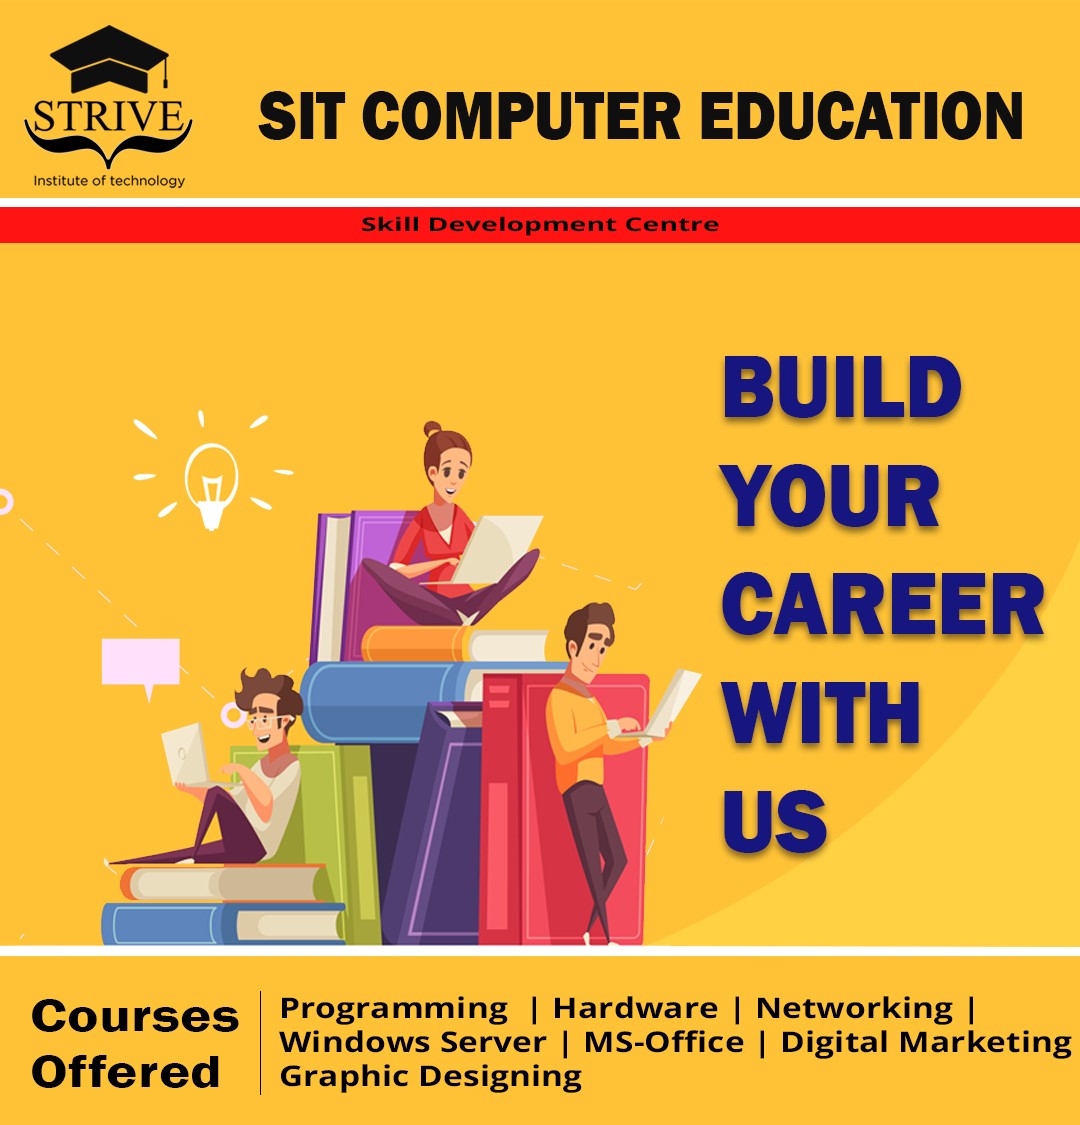 STRIVE
Institute of technology
SIT COMPUTER EDUCATION
Skill Development Centre
BUILD
YOUR
CAREER
WITH
US
Courses
Offered
Programming | Hardware | Networking |
Windows Server | MS-Office | Digital Marketing
Graphic Designing